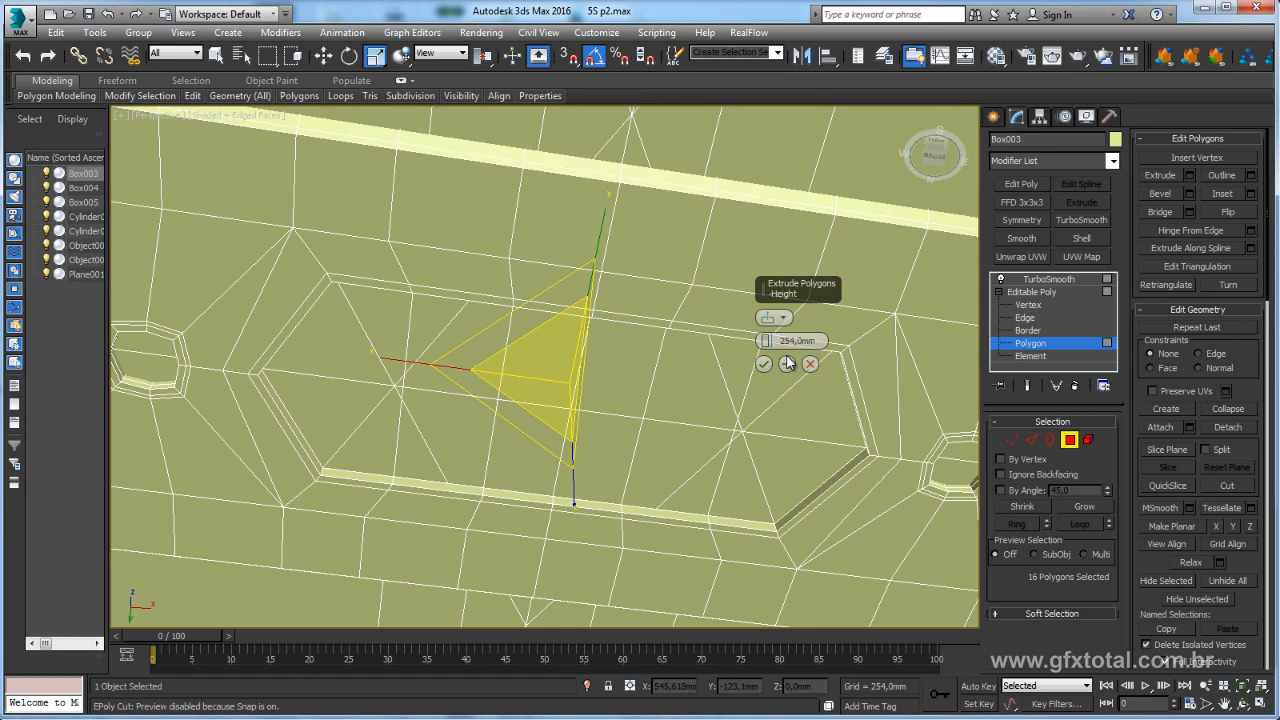 Workspace: Default
Autodesk 3ds Max 2016
5S p2.max
Type a keyword or phrase
Sign In
MAX
Edit
Tools
Group
Views
Create
Modifiers
Animation
Graph Editors
Rendering
Civil View
Customize
Scripting
Help
RealFlow
All
View
Create Selection Se
Modeling
Freeform
Selection
Object Paint
Populate
Polygon Modeling
Modify Selection
Edit
Geometry (All)
Polygons
Loops
Tris
Subdivision
Visibility
Align
Properties
Select
Display
Name (Sorted Ascer
Box003
Box004
Box005
Cylinder0
Cylinder0
Object00
Object00
Plane001
[+] [Perspective] [Shaded + Edged Faces]
Extrude Polygons
-Height
254,0mm
y
x
z
x
Box003
Modifier List
Edit Poly
Edit Spline
FFD 3x3x3
Extrude
Symmetry
TurboSmooth
Smooth
Shell
Unwrap UVW
UVW Map
TurboSmooth
Editable Poly
Vertex
Edge
Border
Polygon
Element
Selection
By Vertex
Ignore Backfacing
By Angle:
45,0
Shrink
Grow
Ring
Loop
Preview Selection
Off
SubObj
Multi
16 Polygons Selected
Soft Selection
Edit Polygons
Insert Vertex
Extrude
Outline
Bevel
Inset
Bridge
Flip
Hinge From Edge
Extrude Along Spline
Edit Triangulation
Retriangulate
Turn
Edit Geometry
Repeat Last
Constraints
None
Edge
Face
Normal
Preserve UVs
Create
Collapse
Attach
Detach
Slice Plane
Split
Slice
Reset Plane
QuickSlice
Cut
MSmooth
Tessellate
Make Planar
X
Y
Z
View Align
Grid Align
Relax
Hide Selected
Unhide All
Hide Unselected
Named Selections:
Copy
Paste
Delete Isolated Vertices
Full Interactivity
www.gfxtotal.com.br
0 / 100
0
5
10
15
20
25
30
35
40
45
50
55
60
65
70
75
80
85
90
95
100
Welcome to M
1 Object Selected
EPoly Cut: Preview disabled because Snap is on.
X:
545,618mm
Y:
-123,1mm
Z:
0,0mm
Grid = 254,0mm
Add Time Tag
Auto Key
Selected
Set Key
Key Filters...
0